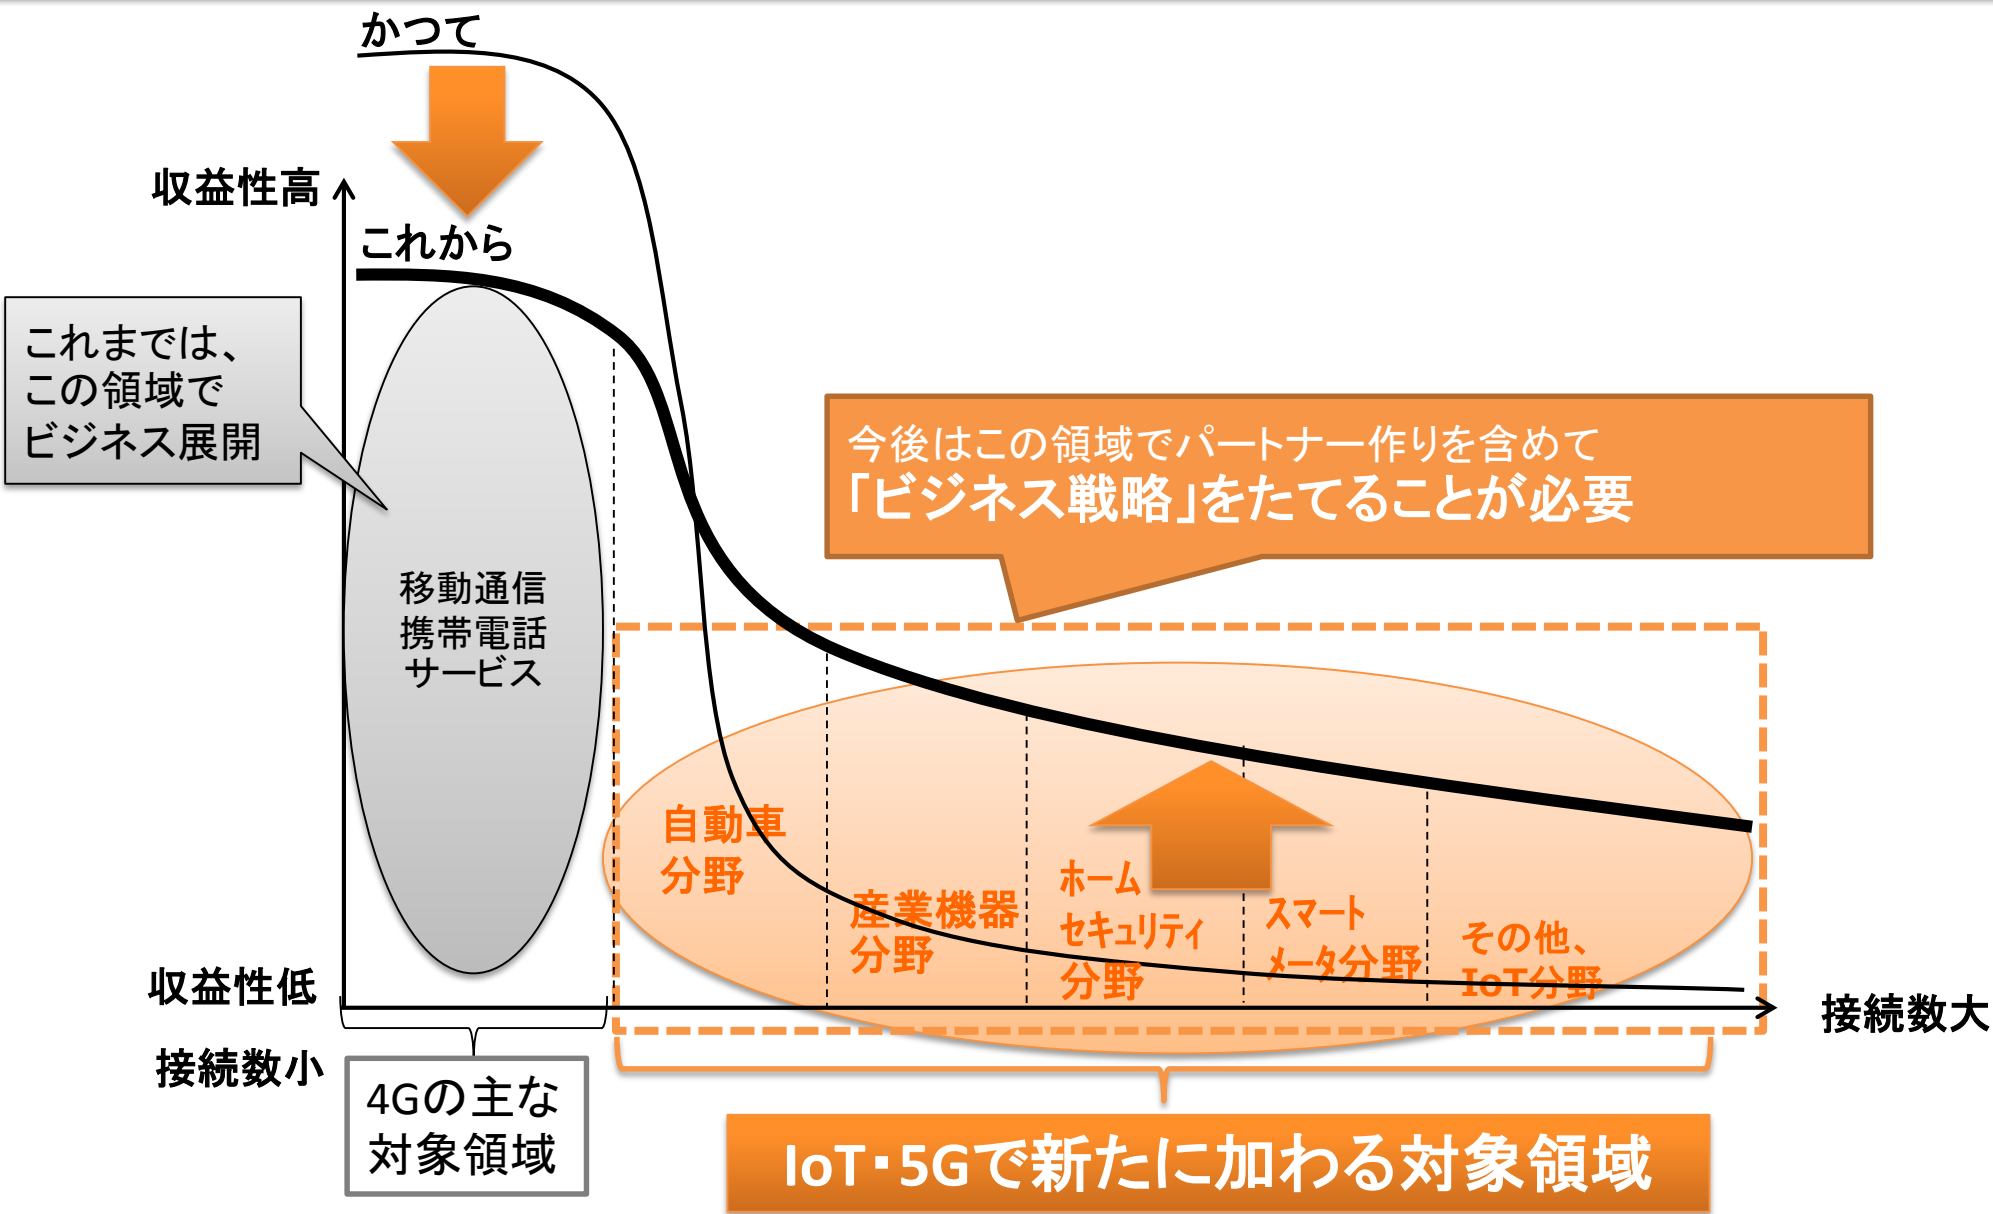 かつて
収益性高
これから
これまでは、
この領域で
ビジネス展開
今後はこの領域でパートナー作りを含めて
「ビジネス戦略」をたてることが必要
移動通信
携帯電話
サービス
自動車
分野
産業機器
分野
ホーム
セキュリティ
分野
スマート
メータ分野
その他、
IoT分野
収益性低
接続数大
接続数小
4Gの主な
対象領域
IoT・5Gで新たに加わる対象領域